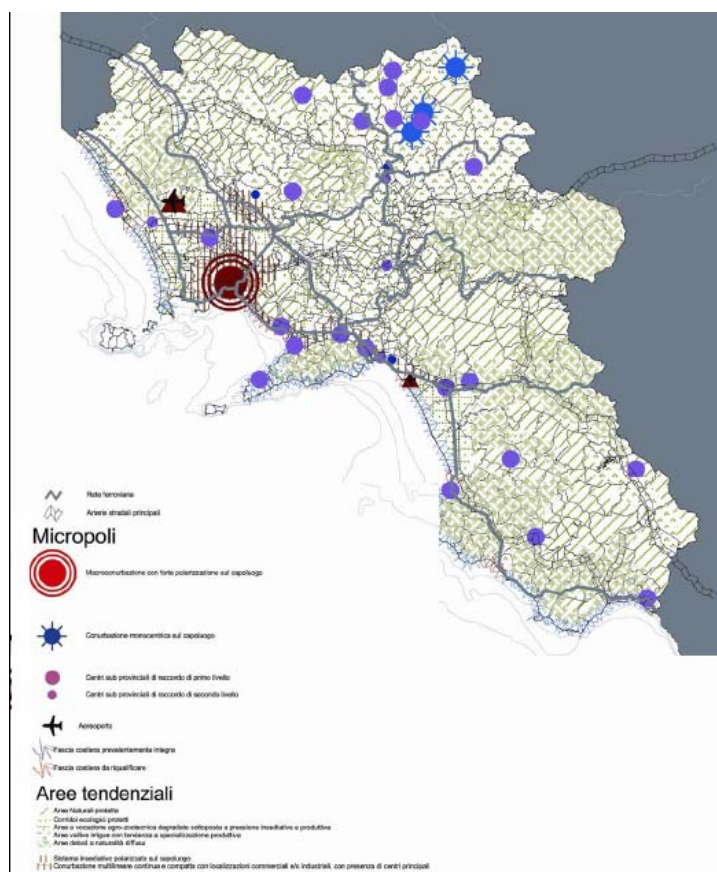 Rete ferroviaria
Arterie stradali principali
Micropoli
Macroconurbazione con forte polarizzazione sul capoluogo
Conurbazione monocentrica sul capoluogo
Centri sub provinciali di raccordo di primo livello
Centri sub provinciali di raccordo di secondo livello
Aeroporto
Fascia costiera prevalentemente integra
Fascia costiera da riqualificare
Aree tendenziali
Aree Naturali protette
Corridoi ecologici protetti
Aree a vocazione agro-zootecnica degradate sottoposte a pressione insediativa e produttiva
Aree vallive irrigue con tendenza a specializzazione produttiva
Aree deboli a naturalità diffusa
Sistema insediativo polarizzato sul capoluogo
Conurbazione multilineare continua e compatta con localizzazioni commerciali e/o industriali, con presenza di centri principali